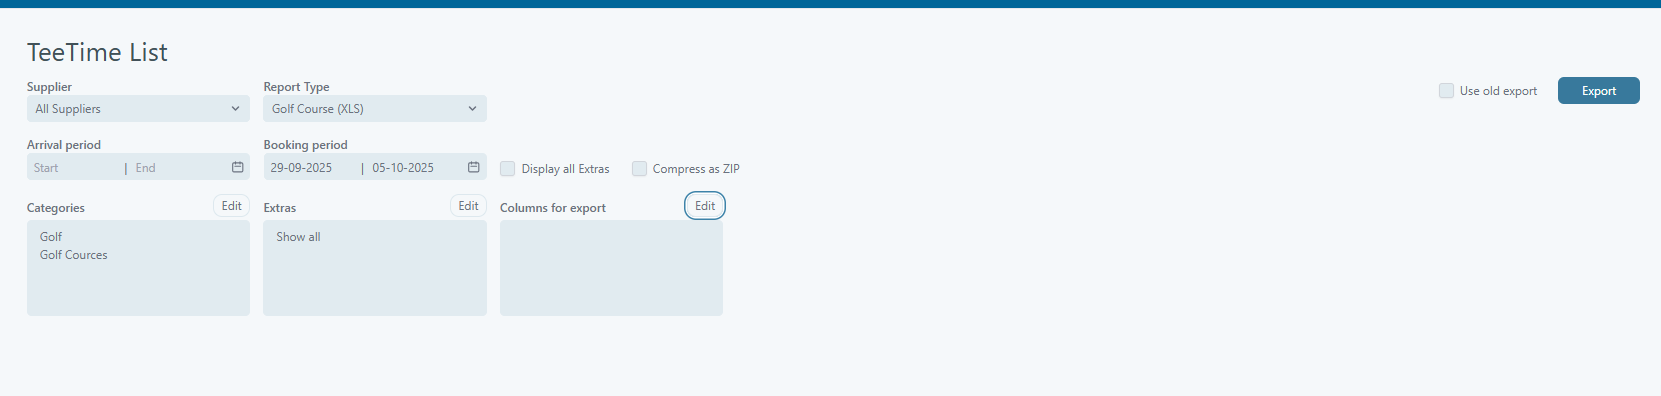 TeeTime List
Supplier
Report Type
All Suppliers
Golf Course (XLS)
Use old export
Export
Arrival period
Booking period
Start | End
29-09-2025 | 05-10-2025
Display all Extras
Compress as ZIP
Categories
Edit
Extras
Edit
Columns for export
Edit
Golf
Golf Cources
Show all